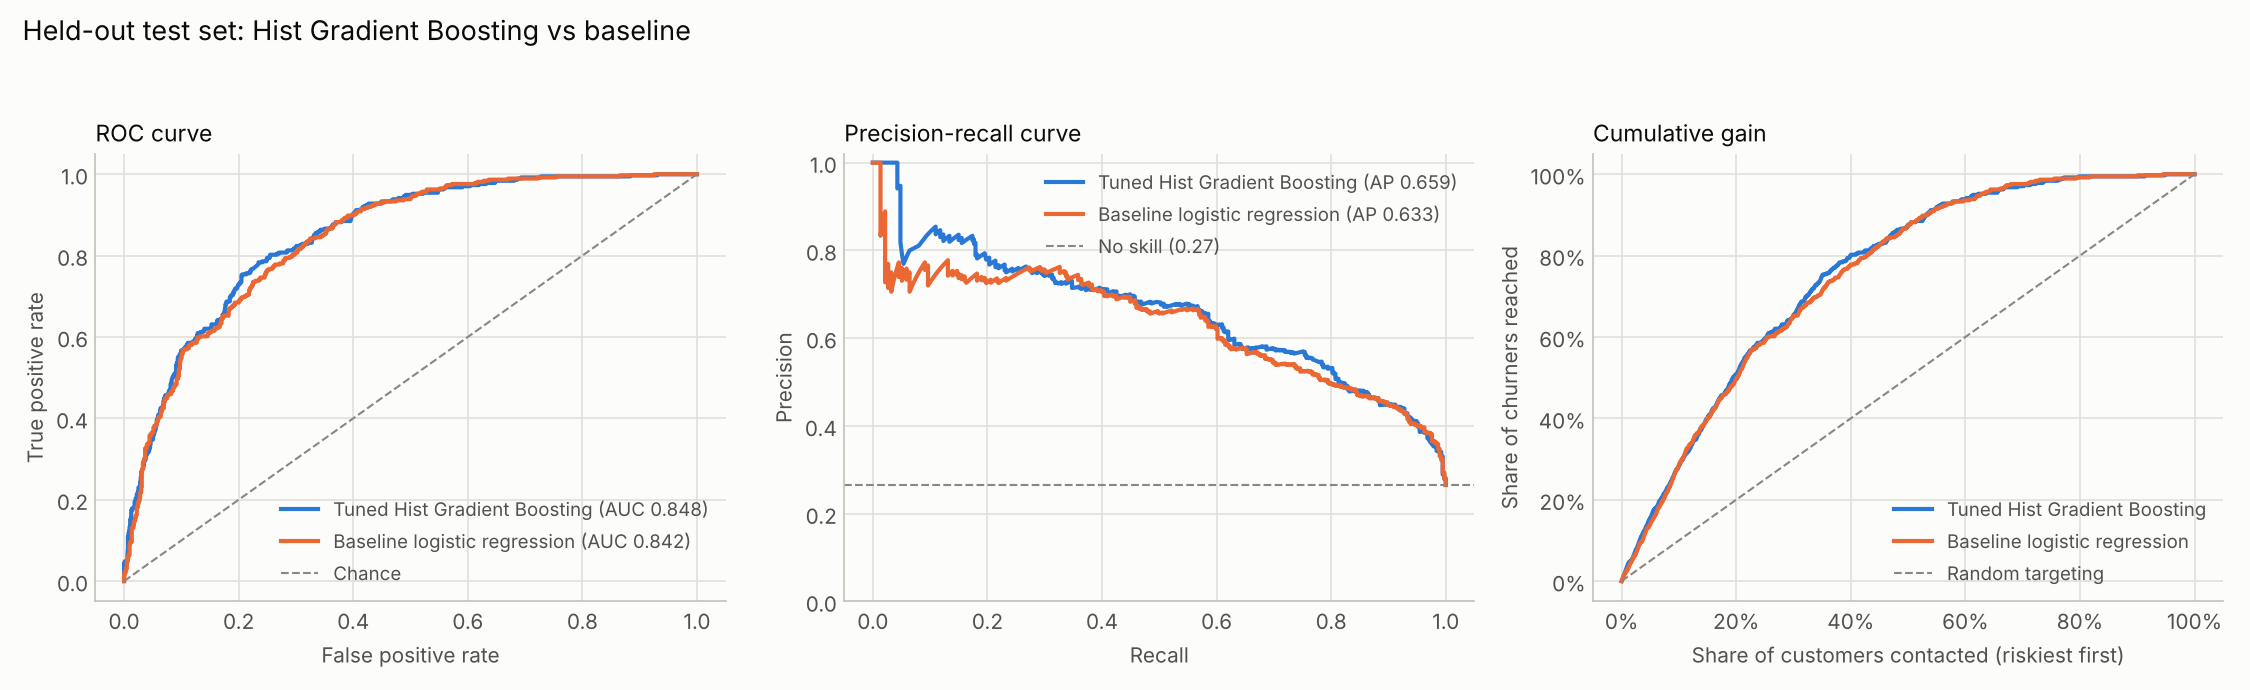 Held-out test set: Hist Gradient Boosting vs baseline
ROC curve
True positive rate
1.0
0.8
0.6
0.4
0.2
0.0
Tuned Hist Gradient Boosting (AUC 0.848)
Baseline logistic regression (AUC 0.842)
Chance
0.0 0.2 0.4 0.6 0.8 1.0
False positive rate
Precision-recall curve
Precision
1.0
0.8
0.6
0.4
0.2
0.0
Tuned Hist Gradient Boosting (AP 0.659)
Baseline logistic regression (AP 0.633)
No skill (0.27)
0.0 0.2 0.4 0.6 0.8 1.0
Recall
Cumulative gain
Share of churners reached
100%
80%
60%
40%
20%
0%
Tuned Hist Gradient Boosting
Baseline logistic regression
Random targeting
0% 20% 40% 60% 80% 100%
Share of customers contacted (riskiest first)